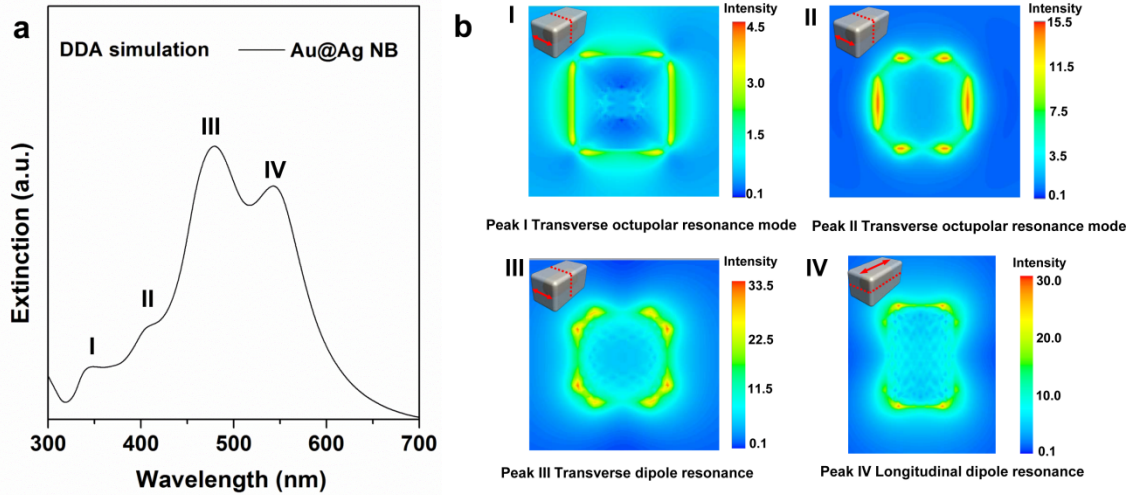 a
DDA simulation
Au@Ag NB
I
II
III
IV
Extinction (a.u.)
300
400
500
600
700
Wavelength (nm)
b
I
Intensity
4.5
3.0
1.5
0.1
Peak I Transverse octupolar resonance mode
II
Intensity
15.5
11.5
7.5
5.1
0.1
Peak II Transverse octupolar resonance mode
III
Intensity
33.5
22.5
11.5
0.1
Peak III Transverse dipole resonance
IV
Intensity
30.0
20.0
10.0
0.1
Peak IV Longitudinal dipole resonance